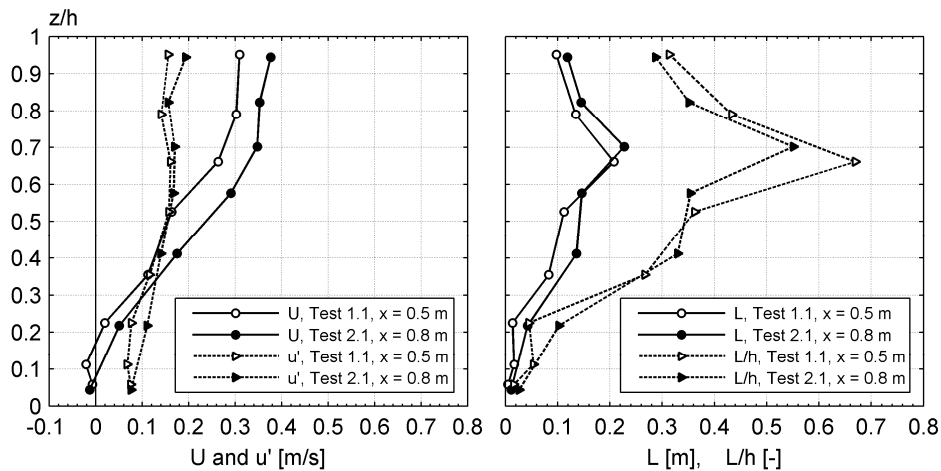 z/h
1
0.9
0.8
0.7
0.6
0.5
0.4
0.3
0.2
0.1
0
-0.1 0 0.1 0.2 0.3 0.4 0.5 0.6 0.7 0.8
U and u' [m/s]
U, Test 1.1, x = 0.5 m
U, Test 2.1, x = 0.8 m
u', Test 1.1, x = 0.5 m
u', Test 2.1, x = 0.8 m
0 0.1 0.2 0.3 0.4 0.5 0.6 0.7 0.8
L [m], L/h [-]
L, Test 1.1, x = 0.5 m
L, Test 2.1, x = 0.8 m
L/h, Test 1.1, x = 0.5 m
L/h, Test 2.1, x = 0.8 m